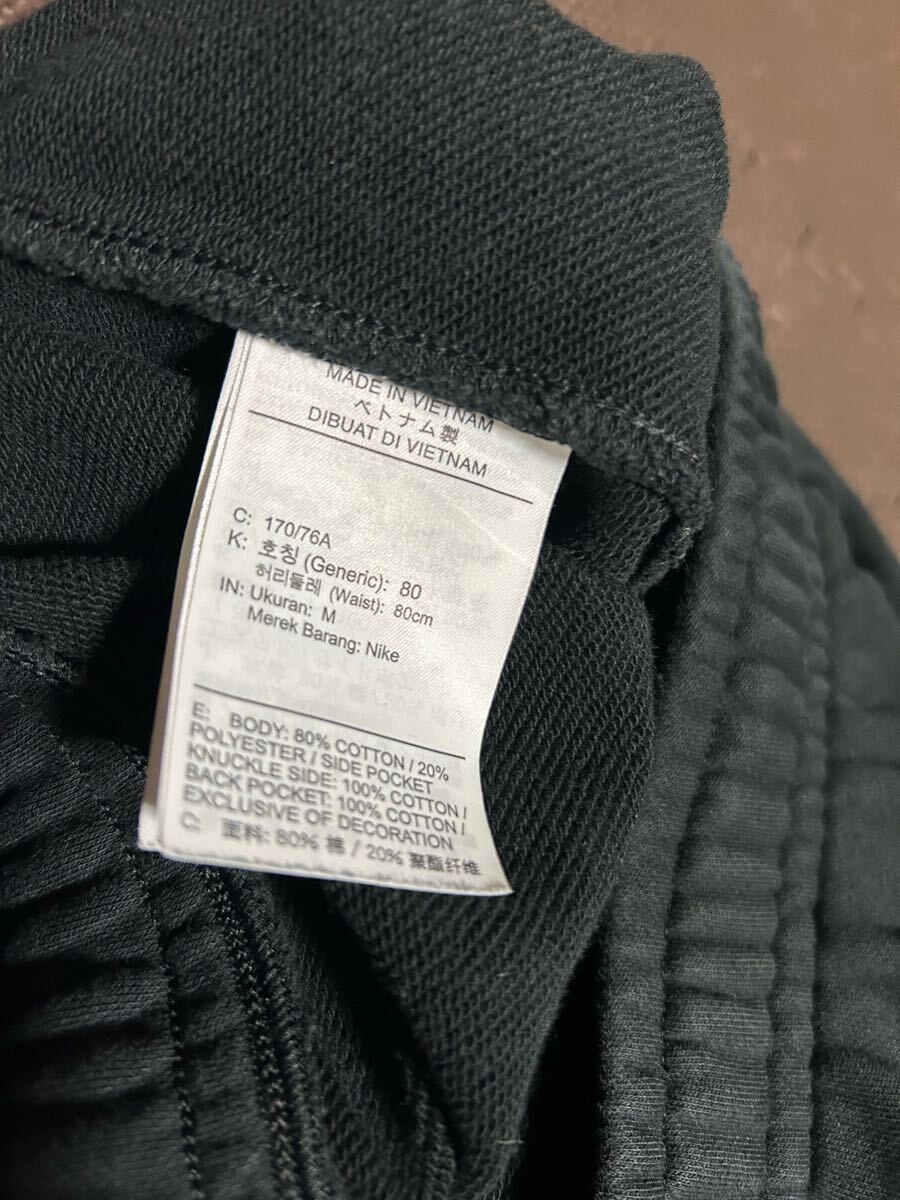 MADE IN VIETNAM
ベトナム製
DIBUAT DI VIETNAM
C: 170/76A
K: 호칭 (Generic): 80
허리둘레 (Waist): 80cm
IN: Ukuran: M
Merek Barang: Nike
E: BODY: 80% COTTON / 20%
POLYESTER / SIDE POCKET
KNUCKLE SIDE: 100% COTTON /
BACK POCKET: 100% COTTON /
EXCLUSIVE OF DECORATION
C: 面料: 80% 棉 / 20% 聚酯纤维